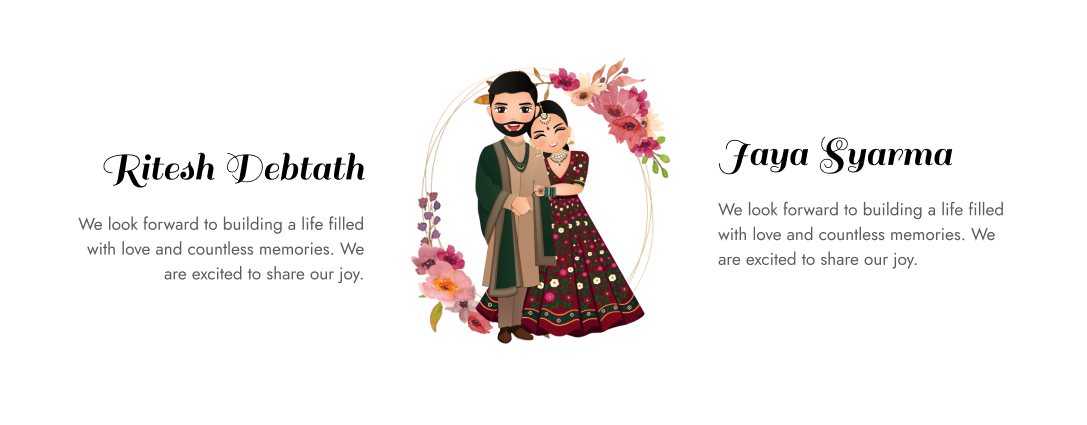 Ritesh Debtath
We look forward to building a life filled
with love and countless memories. We
are excited to share our joy.
Jaya Syarma
We look forward to building a life filled
with love and countless memories. We
are excited to share our joy.